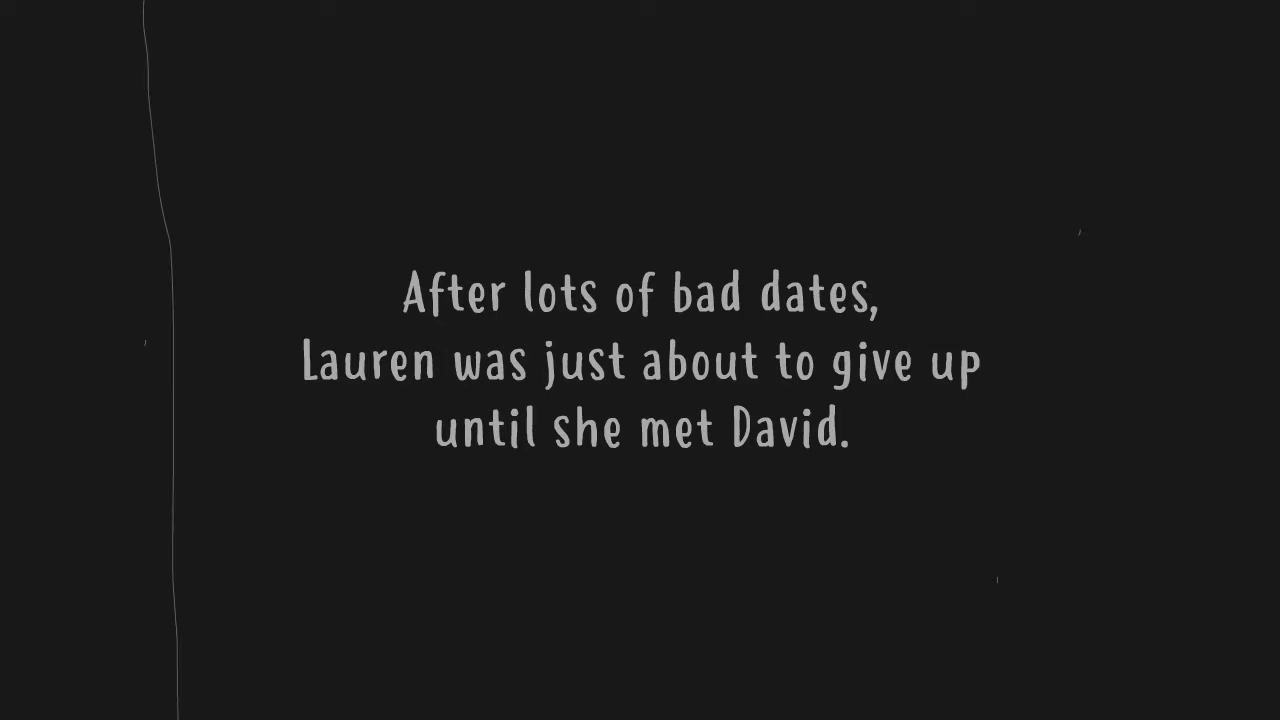 After lots of bad dates,
Lauren was just about to give up
until she met David.